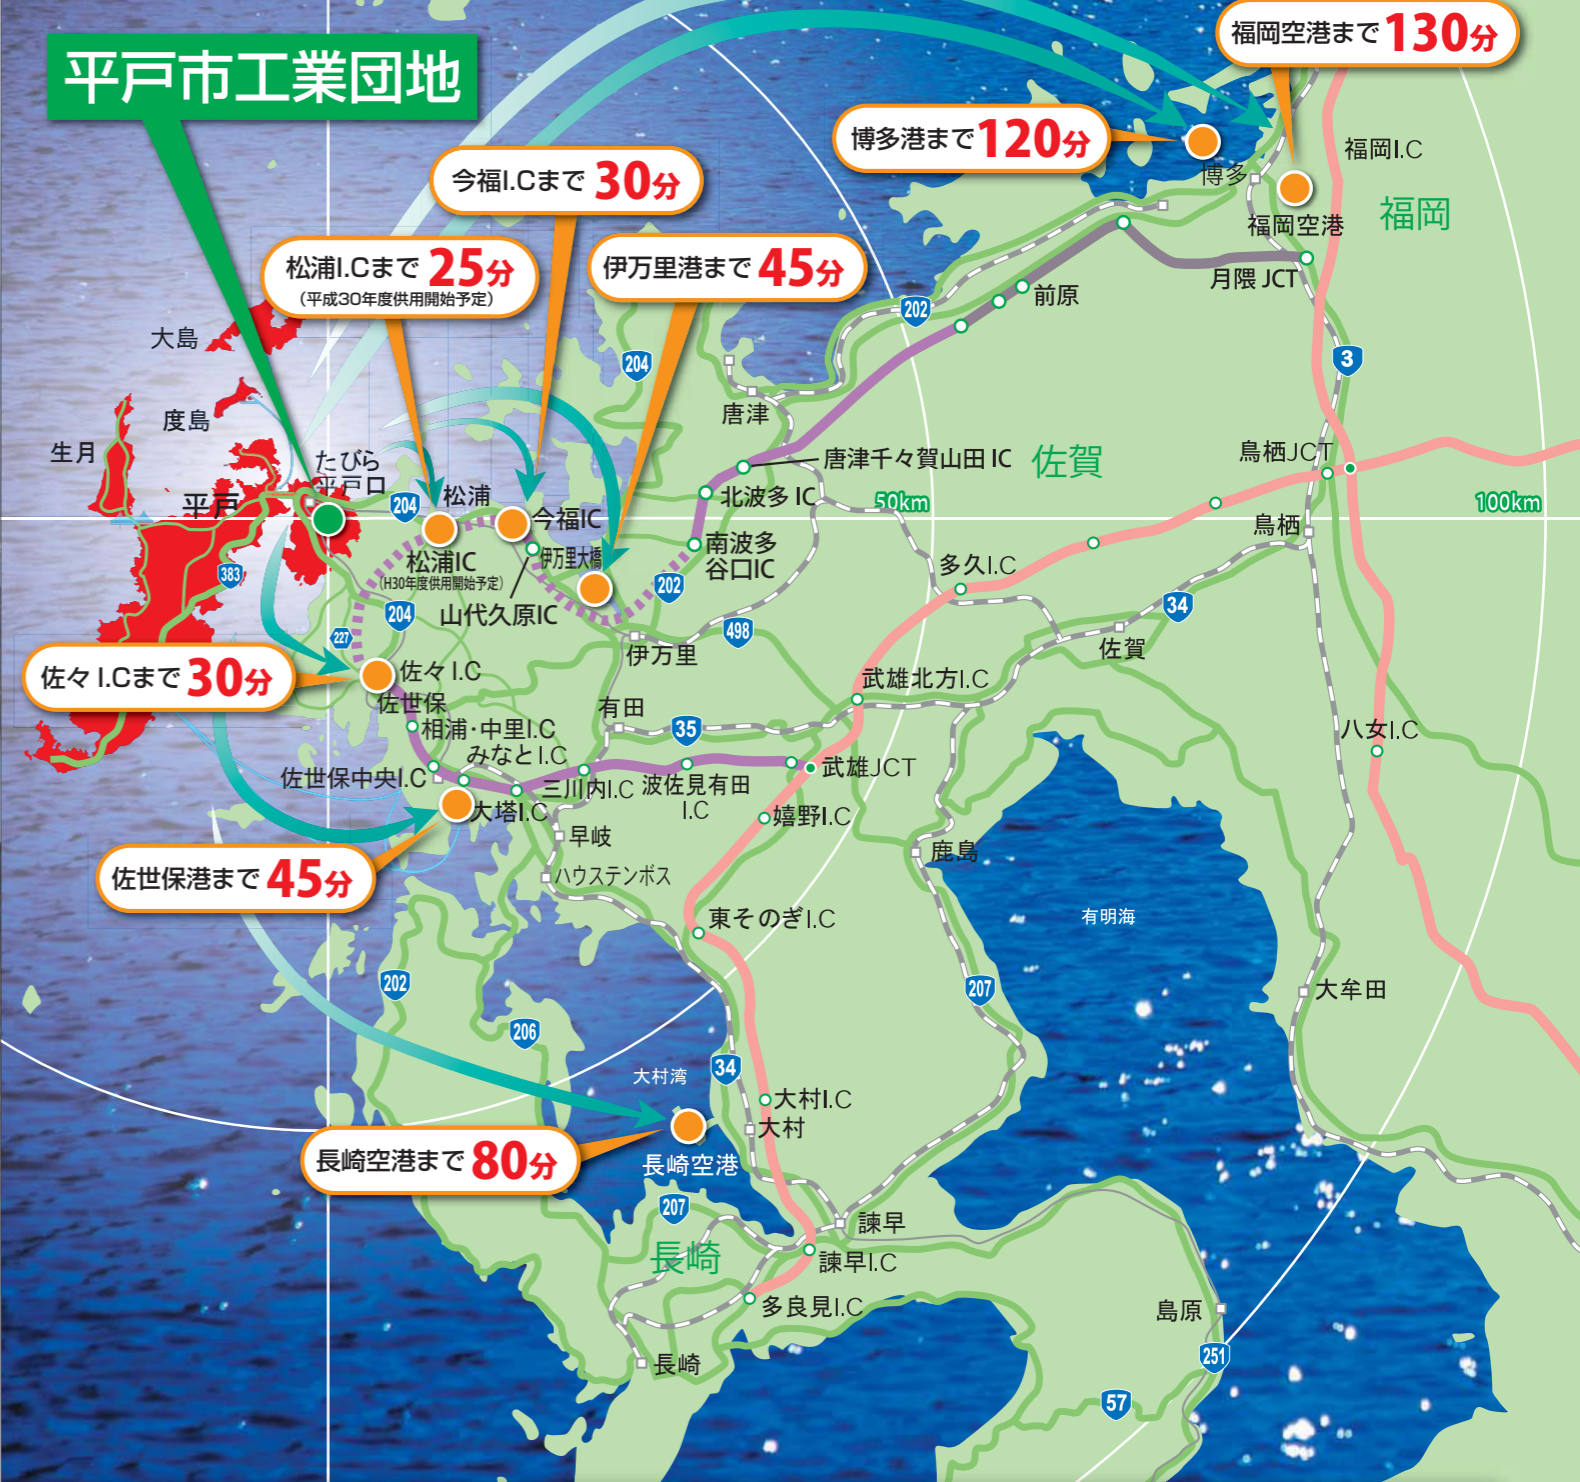 平戸市工業団地
福岡空港まで130分
博多港まで120分
今福I.Cまで 30分
松浦I.Cまで 25分
（平成30年度供用開始予定）
伊万里港まで 45分
福岡I.C
博多
福岡空港
福岡
月隈 JCT
前原
202
204
3
大島
度島
生月
唐津
たびら
平戸口
平戸
204
松浦
今福IC
唐津千々賀山田 IC
佐賀
北波多 IC
50km
鳥栖JCT
100km
鳥栖
松浦IC
（H30年度供用開始予定）
伊万里大橋
南波多
谷口IC
山代久原IC
202
383
204
227
多久I.C
34
498
伊万里
佐賀
佐々 I.Cまで 30分
佐々 I.C
佐世保
武雄北方I.C
有田
35
相浦・中里I.C
みなと I.C
八女I.C
佐世保中央I.C
三川内I.C
波佐見有田
I.C
武雄JCT
大塔I.C
嬉野I.C
早岐
鹿島
佐世保港まで 45分
ハウステンボス
東そのぎI.C
有明海
202
207
大牟田
206
34
大村湾
大村I.C
大村
長崎空港まで 80分
長崎空港
207
諫早
長崎
諫早I.C
多良見I.C
島原
長崎
251
57